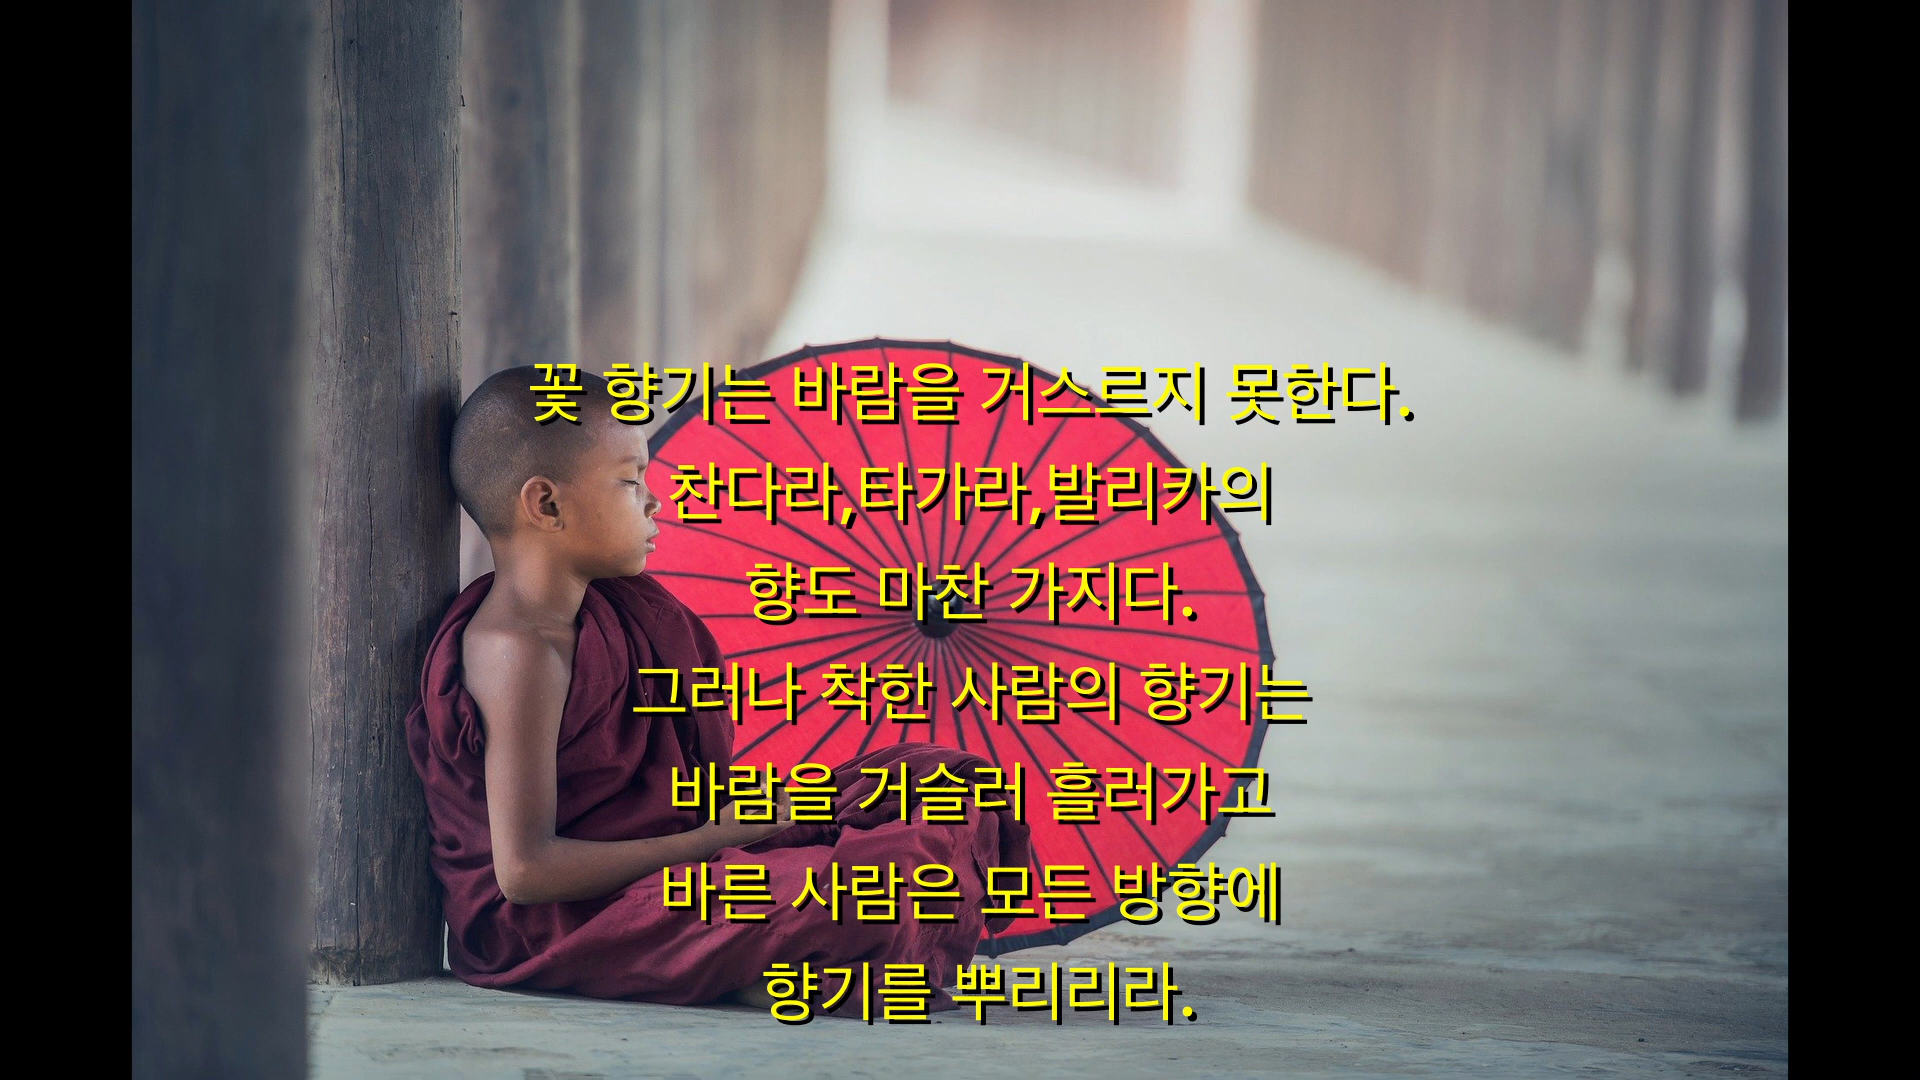 꽃 향기는 바람을 거스르지 못한다.
찬다라,타가라,발리카의
향도 마찬 가지다.
그러나 착한 사람의 향기는
바람을 거슬러 흘러가고
바른 사람은 모든 방향에
향기를 뿌리리라.